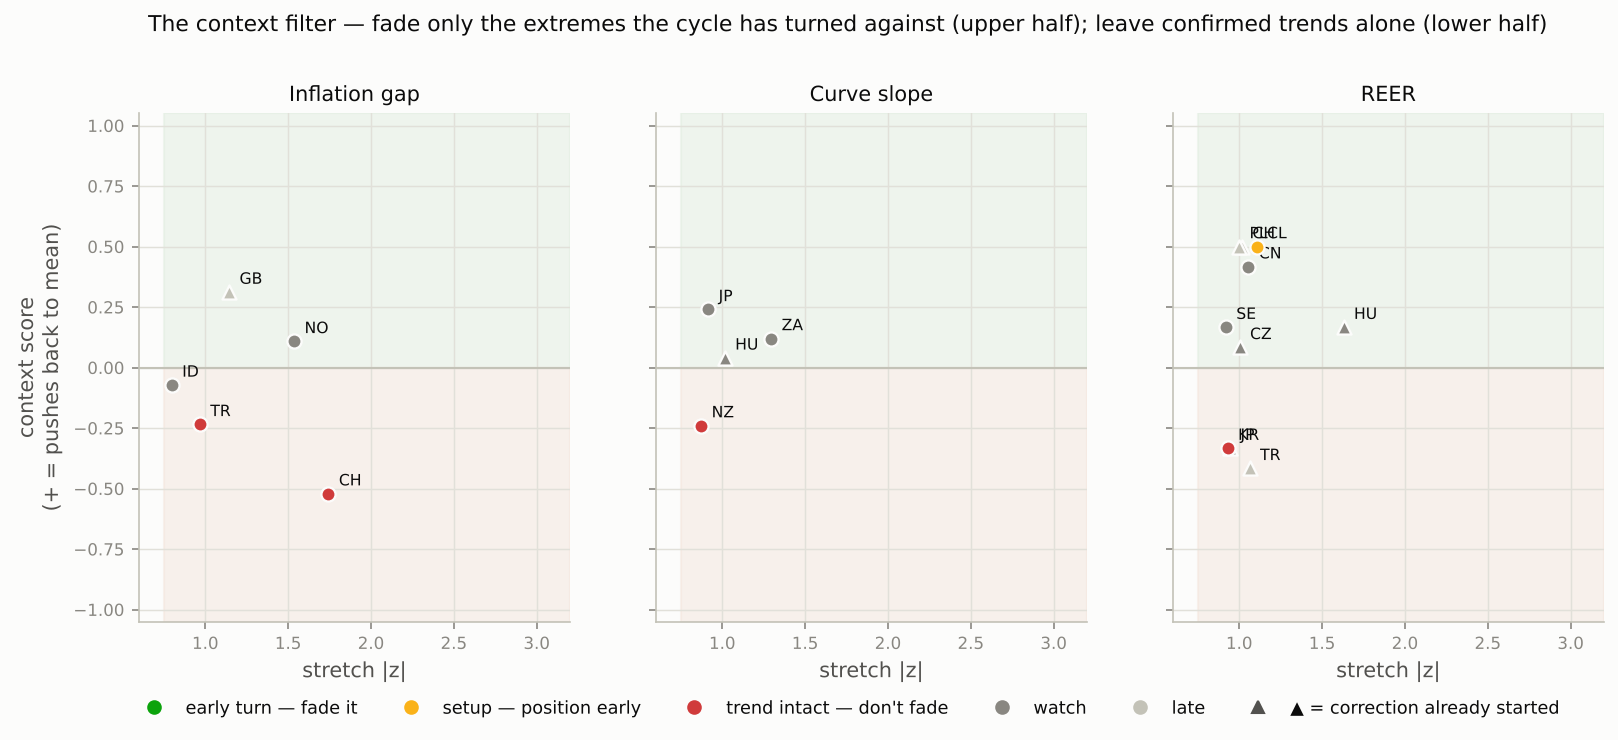 The context filter — fade only the extremes the cycle has turned against (upper half); leave confirmed trends alone (lower half)
Inflation gap
Curve slope
REER
context score
(+ = pushes back to mean)
1.00
0.75
0.50
0.25
0.00
−0.25
−0.50
−0.75
−1.00
GB
NO
ID
TR
CH
JP
ZA
HU
NZ
CL
CN
SE
HU
CZ
TR
1.0 1.5 2.0 2.5 3.0
1.0 1.5 2.0 2.5 3.0
1.0 1.5 2.0 2.5 3.0
stretch |z|
stretch |z|
stretch |z|
early turn — fade it
setup — position early
trend intact — don't fade
watch
late
▲ = correction already started